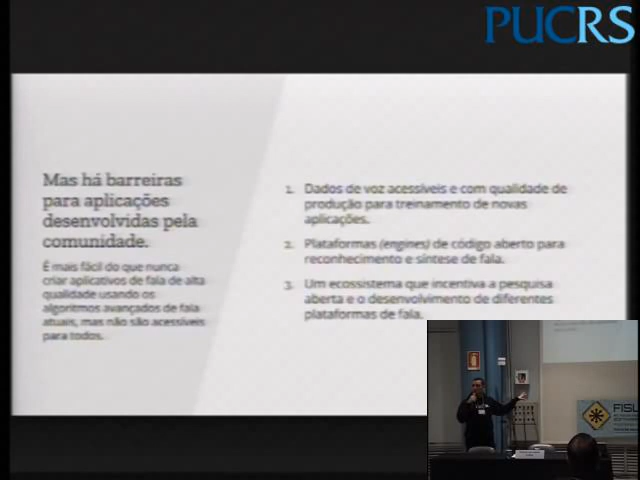 PUCRS
Mas há barreiras
para aplicações
desenvolvidas pela
comunidade.
É mais fácil do que nunca
criar aplicativos de fala de alta
qualidade usando os
algoritmos avançados de fala
atuais, mas não são acessíveis
para todos.
1. Dados de voz acessíveis e com qualidade de
produção para treinamento de novas
aplicações.
2. Plataformas (engines) de código aberto para
reconhecimento e síntese de fala.
3. Um ecossistema que incentiva a pesquisa
aberta e o desenvolvimento de diferentes
plataformas de fala.